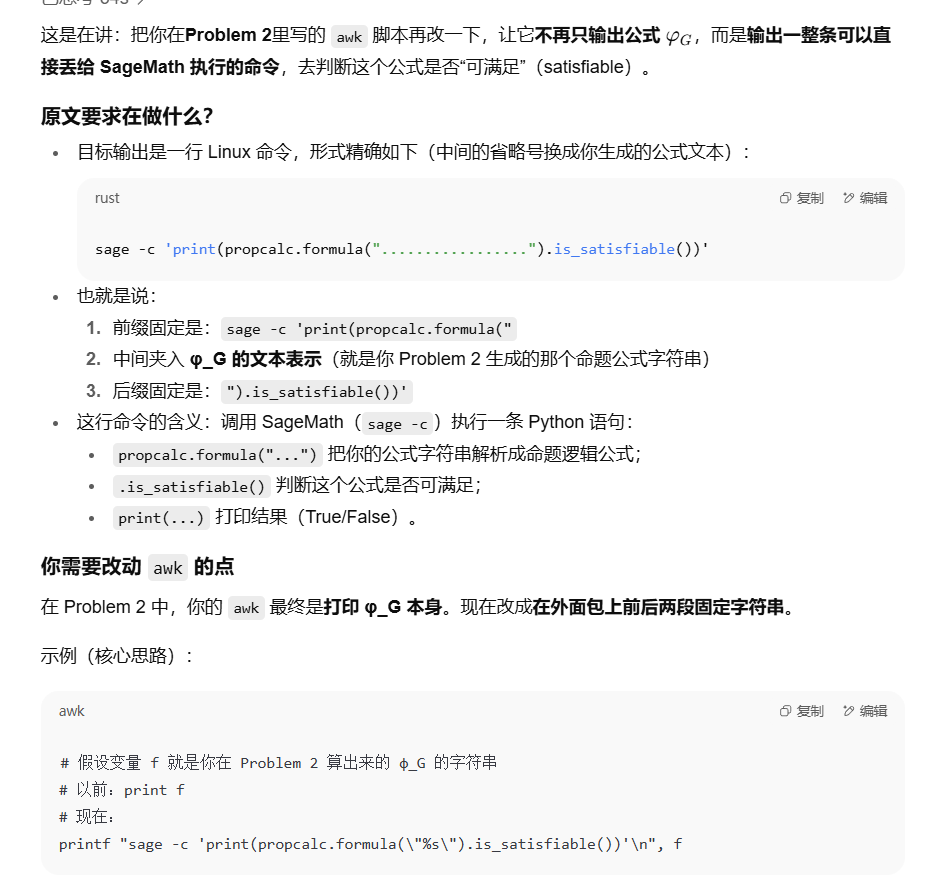 这是在讲：把你在Problem 2里写的 awk 脚本再改一下，让它不再只输出公式 φG，而是输出一整条可以直
接丢给 SageMath 执行的命令，去判断这个公式是否“可满足”（satisfiable）。
原文要求在做什么？
• 目标输出是一行 Linux 命令，形式精确如下（中间的省略号换成你生成的公式文本）：
rust 复制 编辑
sage -c 'print(propcalc.formula(".................").is_satisfiable())'
• 也就是说：
1. 前缀固定是： sage -c 'print(propcalc.formula("
2. 中间夹入 φ_G 的文本表示（就是你 Problem 2 生成的那个命题公式字符串）
3. 后缀固定是： ").is_satisfiable())'
• 这行命令的含义：调用 SageMath（ sage -c ）执行一条 Python 语句：
• propcalc.formula("...") 把你的公式字符串解析成命题逻辑公式；
• .is_satisfiable() 判断这个公式是否可满足；
• print(...) 打印结果（True/False）。
你需要改动 awk 的点
在 Problem 2 中，你的 awk 最终是打印 φ_G 本身。现在改成在外面包上前后两段固定字符串。
示例（核心思路）：
awk 复制 编辑
# 假设变量 f 就是你在 Problem 2 算出来的 φ_G 的字符串
# 以前：print f
# 现在：
printf "sage -c 'print(propcalc.formula(\"%s\").is_satisfiable())'\n", f